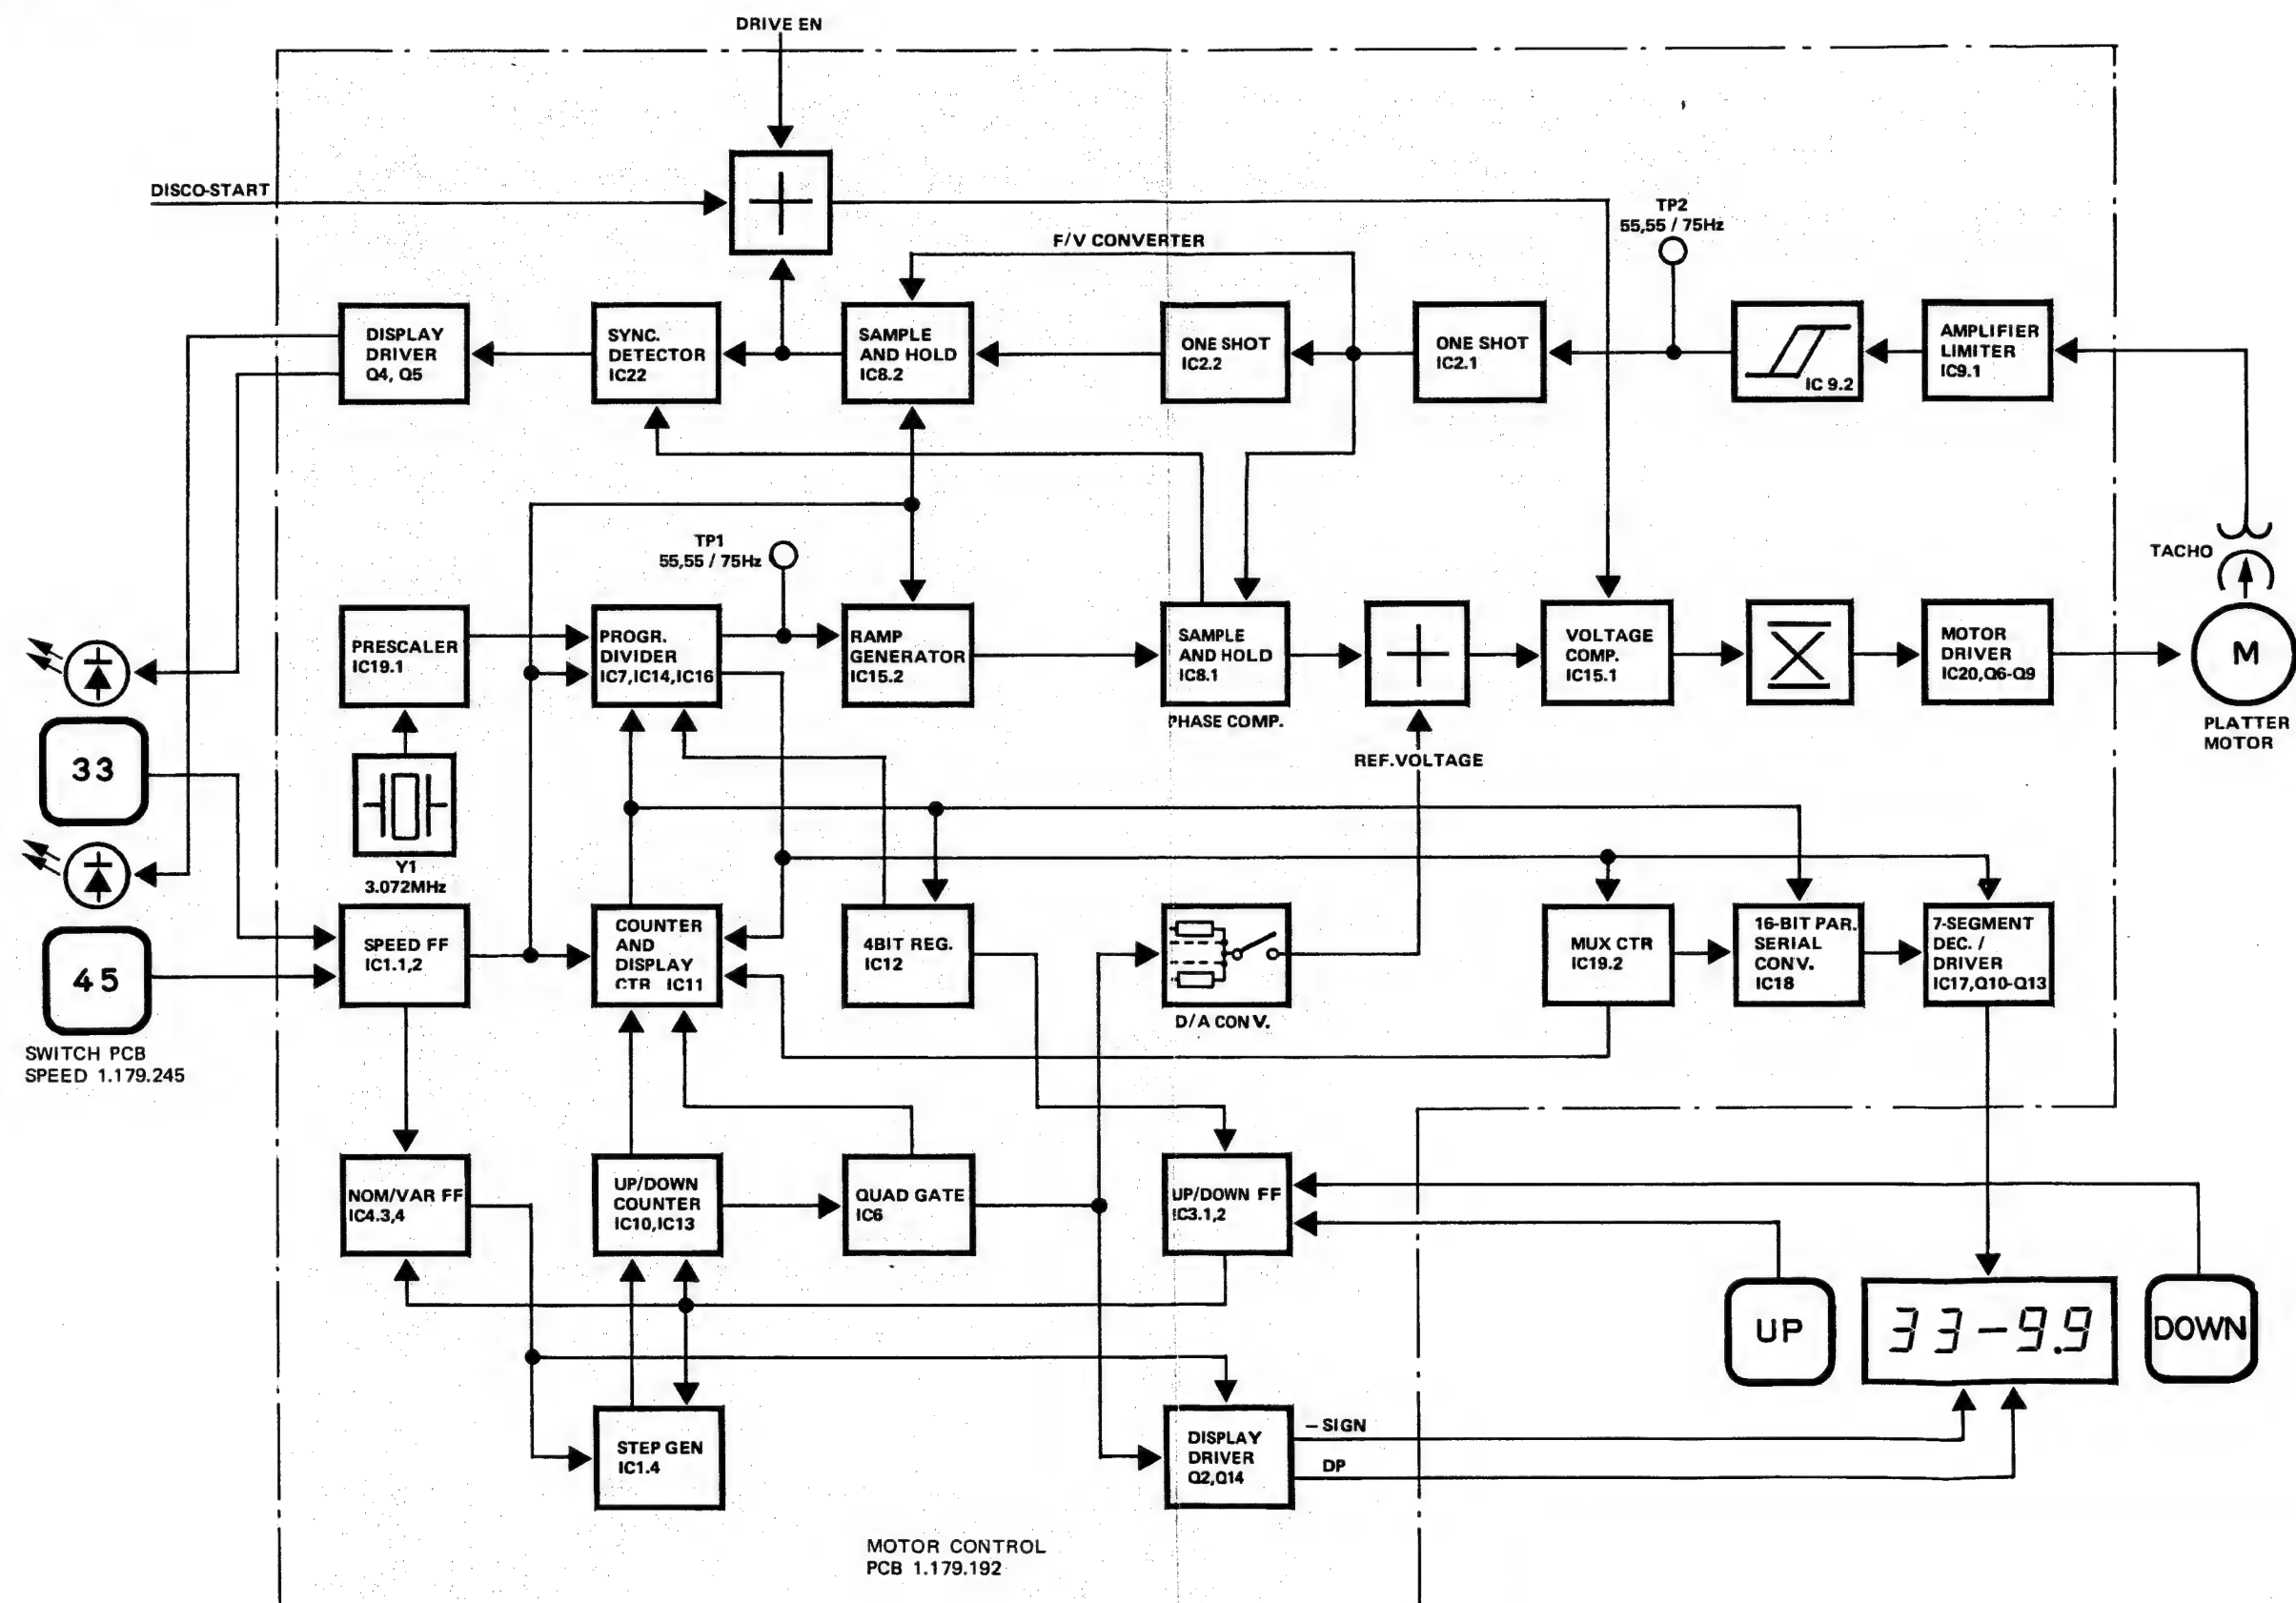 DRIVE EN
DISCO-START
TP2
55,55 / 75Hz
F/V CONVERTER
DISPLAY
DRIVER
Q4, Q5
SYNC.
DETECTOR
IC22
SAMPLE
AND HOLD
IC8.2
ONE SHOT
IC2.2
ONE SHOT
IC2.1
IC 9.2
AMPLIFIER
LIMITER
IC9.1
TP1
55,55 / 75Hz
TACHO
PRESCALER
IC19.1
PROGR.
DIVIDER
IC7,IC14,IC16
RAMP
GENERATOR
IC15.2
SAMPLE
AND HOLD
IC8.1
PHASE COMP.
VOLTAGE
COMP.
IC15.1
MOTOR
DRIVER
IC20,Q6-Q9
M
PLATTER
MOTOR
33
REF.VOLTAGE
Y1
3.072MHz
45
SWITCH PCB
SPEED 1.179.245
SPEED FF
IC1.1,2
COUNTER
AND
DISPLAY
CTR IC11
4BIT REG.
IC12
D/A CONV.
MUX CTR
IC19.2
16-BIT PAR.
SERIAL
CONV.
IC18
7-SEGMENT
DEC. /
DRIVER
IC17,Q10-Q13
NOM/VAR FF
IC4.3,4
UP/DOWN
COUNTER
IC10,IC13
QUAD GATE
IC6
UP/DOWN FF
IC3.1,2
UP
33-9.9
DOWN
STEP GEN
IC1.4
DISPLAY
DRIVER
Q2,Q14
– SIGN
DP
MOTOR CONTROL
PCB 1.179.192